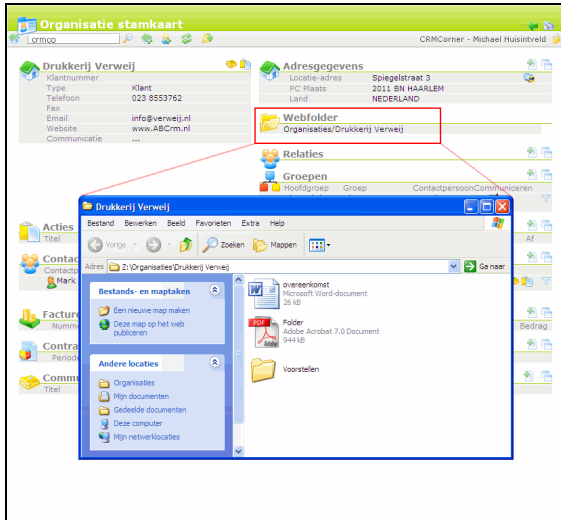 Organisatie stamkaart
crmco
CRMCorner - Michael Huisintveld
Drukkerij Verweij
Klantnummer
Type Klant
Telefoon 023 8553762
Fax
Email info@verweij.nl
Website www.ABCrm.nl
Communicatie ...
Adresgegevens
Locatie-adres Spiegelstraat 3
PC Plaats 2011 BN HAARLEM
Land NEDERLAND
Webfolder
Organisaties/Drukkerij Verweij
Relaties
Groepen
Hoofdgroep Groep ContactpersoonCommuniceren
Acties
Titel Af
Contac
Contactp
Mark
Facture
Numme Bedrag
Contra
Periode
Commu
Titel
Drukkerij Verweij
Bestand Bewerken Beeld Favorieten Extra Help
Vorige Zoeken Mappen
Adres Z:\Organisaties\Drukkerij Verweij Ga naar
Bestands- en maptaken
Een nieuwe map maken
Deze map op het web
publiceren
Andere locaties
Organisaties
Mijn documenten
Gedeelde documenten
Deze computer
Mijn netwerklocaties
overeenkomst
Microsoft Word-document
26 kB
PDF
Adobe
Folder
Adobe Acrobat 7.0 Document
944 kB
Voorstellen